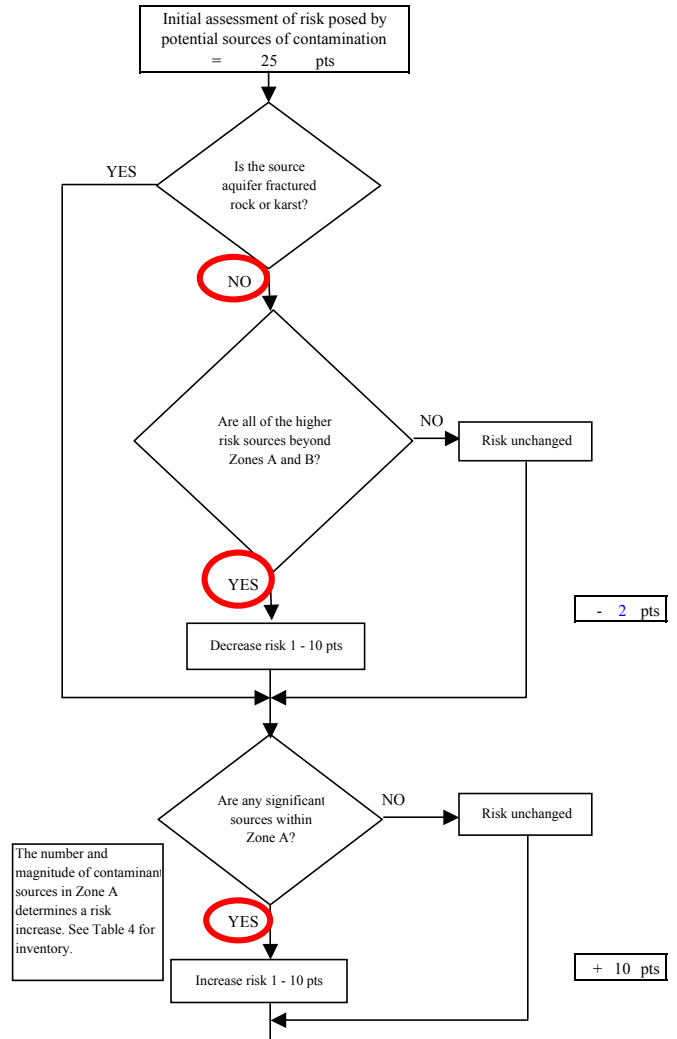 Initial assessment of risk posed by
potential sources of contamination
= 25 pts
YES
Is the source
aquifer fractured
rock or karst?
NO
Are all of the higher
risk sources beyond
Zones A and B?
NO
Risk unchanged
YES
- 2 pts
Decrease risk 1 - 10 pts
Are any significant
sources within
Zone A?
NO
Risk unchanged
The number and
magnitude of contaminant
sources in Zone A
determines a risk
increase. See Table 4 for
inventory.
YES
+ 10 pts
Increase risk 1 - 10 pts